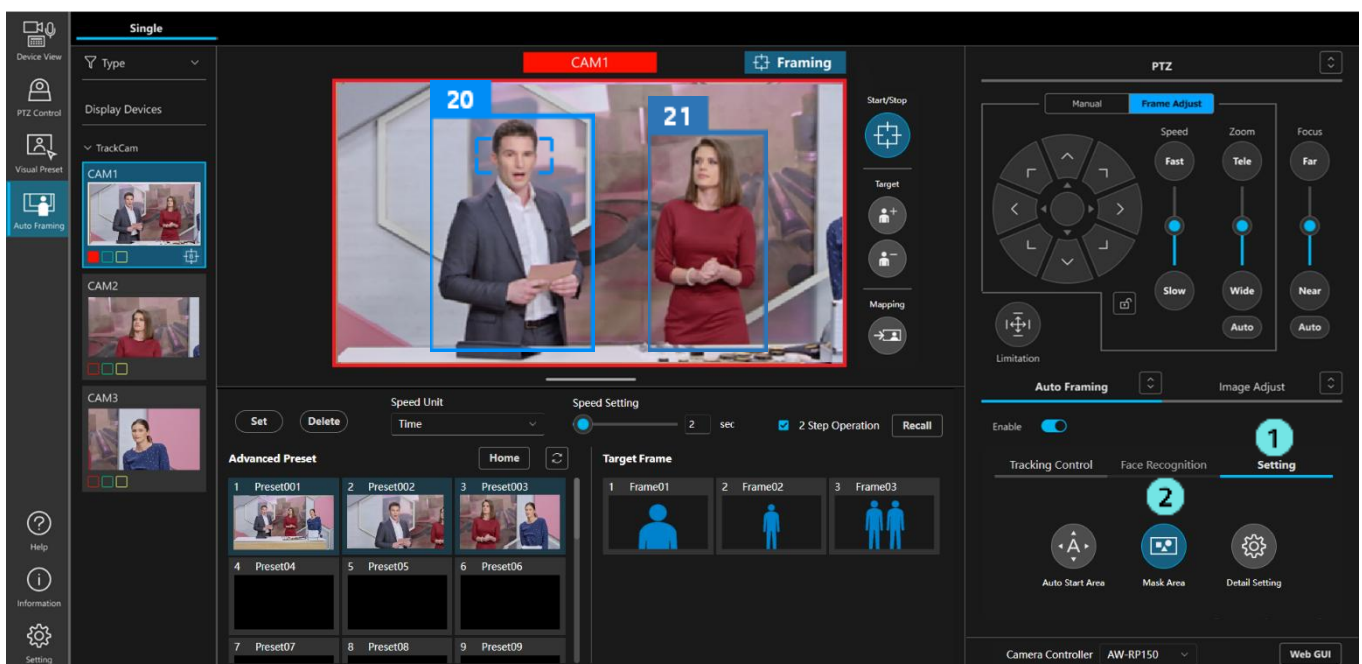 Single
Device View
PTZ Control
Visual Preset
Auto Framing
Help
Information
Setting
Type
Display Devices
TrackCam
CAM1
CAM2
CAM3
CAM1
Framing
20
21
Start/Stop
Target
Mapping
Set
Delete
Speed Unit
Time
Speed Setting
2 sec
2 Step Operation
Recall
Advanced Preset
Home
1 Preset001
2 Preset002
3 Preset003
4 Preset04
5 Preset05
6 Preset06
7 Preset07
8 Preset08
9 Preset09
Target Frame
1 Frame01
2 Frame02
3 Frame03
PTZ
Manual
Frame Adjust
Speed
Zoom
Focus
Fast
Tele
Far
Slow
Wide
Near
Auto
Auto
Limitation
Auto Framing
Image Adjust
Enable
1
Tracking Control
Face Recognition
Setting
2
A
Auto Start Area
Mask Area
Detail Setting
Camera Controller
AW-RP150
Web GUI